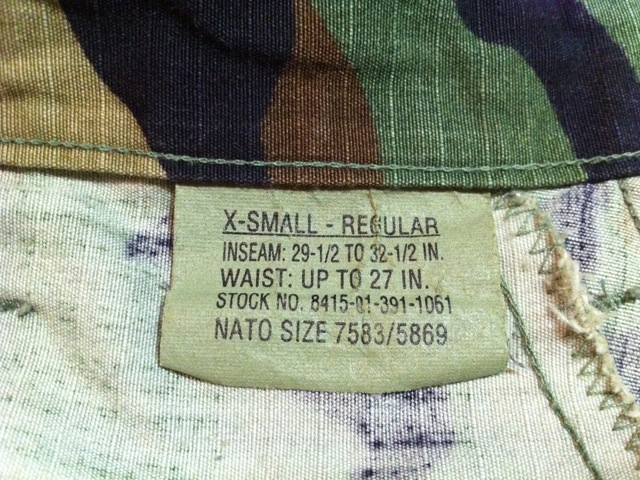 X-SMALL - REGULAR
INSEAM: 29-1/2 TO 32-1/2 IN.
WAIST: UP TO 27 IN.
STOCK NO. 8415-01-391-1061
NATO SIZE 7583/5869